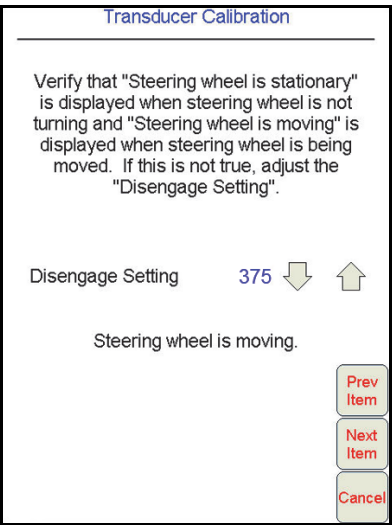 Transducer Calibration
Verify that "Steering wheel is stationary"
is displayed when steering wheel is not
turning and "Steering wheel is moving" is
displayed when steering wheel is being
moved. If this is not true, adjust the
"Disengage Setting".
Disengage Setting 375
Steering wheel is moving.
Prev
Item
Next
Item
Cancel